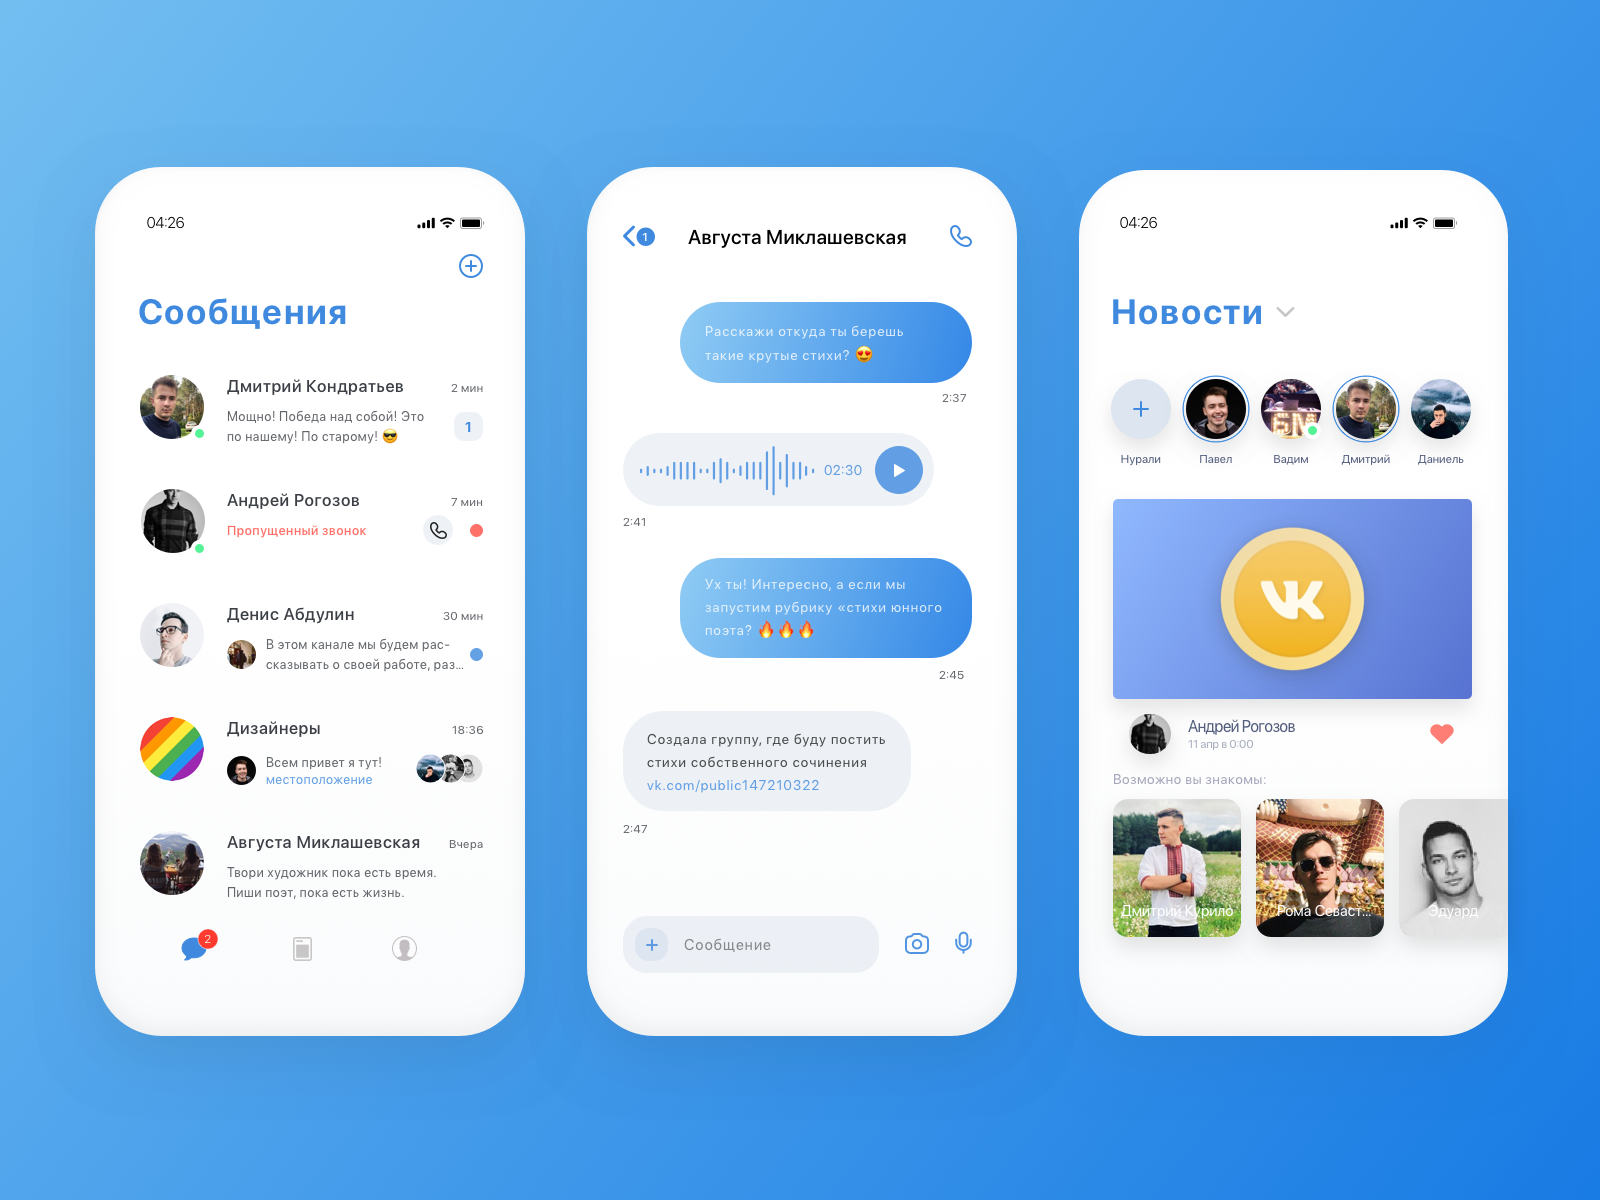 04:26
Сообщения
Дмитрий Кондратьев
2 мин
Мощно! Победа над собой! Это
по нашему! По старому! 😎
1
Андрей Рогозов
7 мин
Пропущенный звонок
Денис Абдулин
30 мин
В этом канале мы будем рас-
сказывать о своей работе, раз...
Дизайнеры
18:36
Всем привет я тут!
местоположение
Августа Миклашевская
Вчера
Твори художник пока есть время.
Пиши поэт, пока есть жизнь.
2
1
Августа Миклашевская
Расскажи откуда ты берешь
такие крутые стихи? 😍
2:37
02:30
2:41
Ух ты! Интересно, а если мы
запустим рубрику «стихи юнного
поэта? 🔥🔥🔥
2:45
Создала группу, где буду постить
стихи собственного сочинения
vk.com/public147210322
2:47
Сообщение
04:26
Новости
Нурали
Павел
Вадим
Дмитрий
Даниель
VK
Андрей Рогозов
11 апр в 0:00
Возможно вы знакомы:
Дмитрий Курило
Рома Севаст...
Эдуард